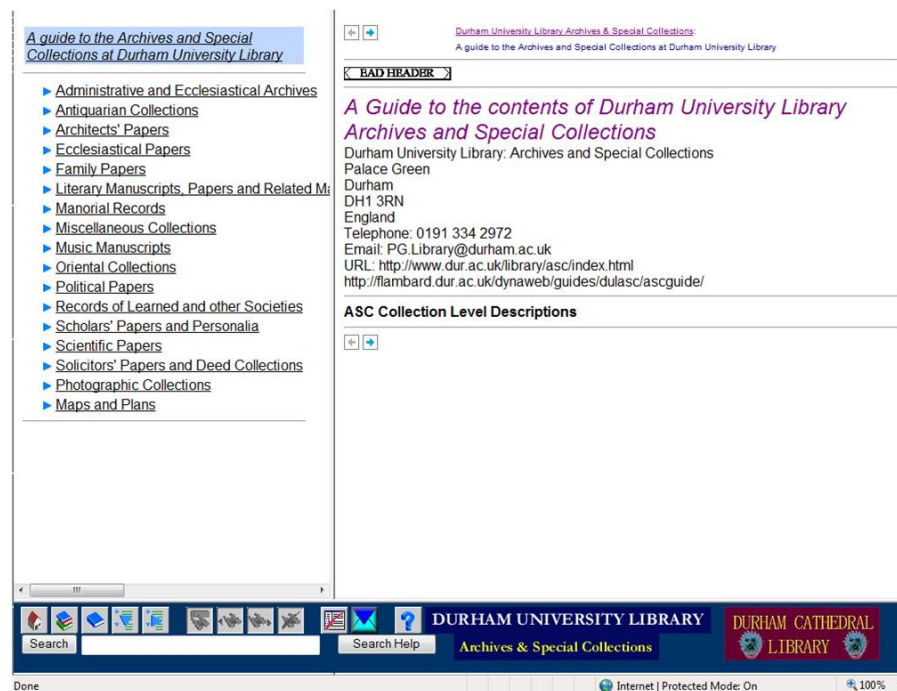 A guide to the Archives and Special
Collections at Durham University Library
Administrative and Ecclesiastical Archives
Antiquarian Collections
Architects' Papers
Ecclesiastical Papers
Family Papers
Literary Manuscripts, Papers and Related
Manorial Records
Miscellaneous Collections
Music Manuscripts
Oriental Collections
Political Papers
Records of Learned and other Societies
Scholars' Papers and Personalia
Scientific Papers
Solicitors' Papers and Deed Collections
Photographic Collections
Maps and Plans
Durham University Library Archives & Special Collections:
A guide to the Archives and Special Collections at Durham University Library
EAD HEADER
A Guide to the contents of Durham University Library
Archives and Special Collections
Durham University Library: Archives and Special Collections
Palace Green
Durham
DH1 3RN
England
Telephone: 0191 334 2972
Email: PG.Library@durham.ac.uk
URL: http://www.dur.ac.uk/library/asc/index.html
http://flambard.dur.ac.uk/dynaweb/guides/dulasc/ascguide/
ASC Collection Level Descriptions
Search
Search Help
?
DURHAM UNIVERSITY LIBRARY
Archives & Special Collections
DURHAM CATHEDRAL
LIBRARY
Done
Internet | Protected Mode: On
100%